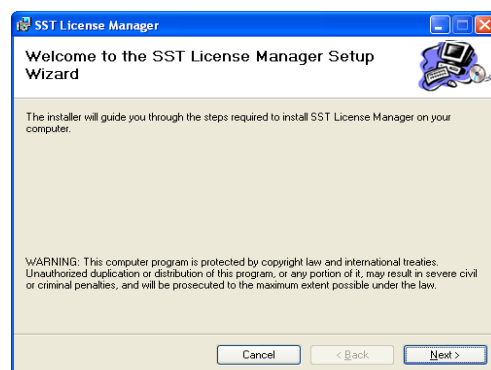 SST License Manager
Welcome to the SST License Manager Setup
Wizard
The installer will guide you through the steps required to install SST License Manager on your
computer.
WARNING: This computer program is protected by copyright law and international treaties.
Unauthorized duplication or distribution of this program, or any portion of it, may result in severe civil
or criminal penalties, and will be prosecuted to the maximum extent possible under the law.
Cancel
< Back
Next >